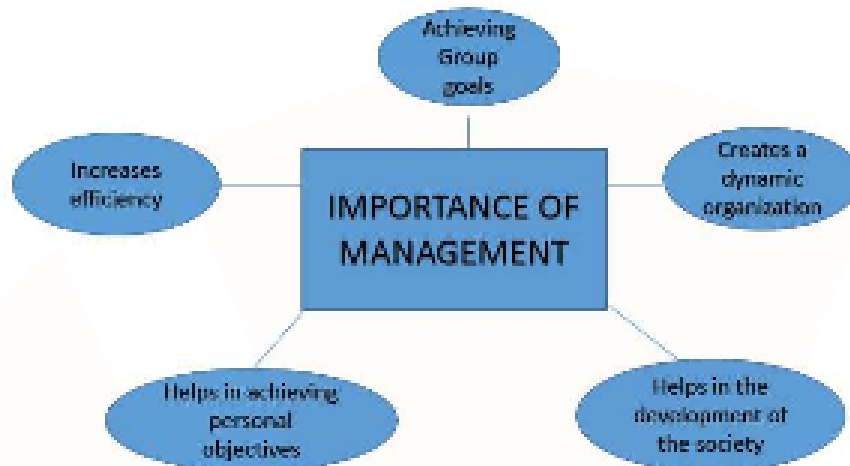 Achieving
Group
goals
Increases
efficiency
IMPORTANCE OF
MANAGEMENT
Creates a
dynamic
organization
Helps in achieving
personal
objectives
Helps in the
development of
the society